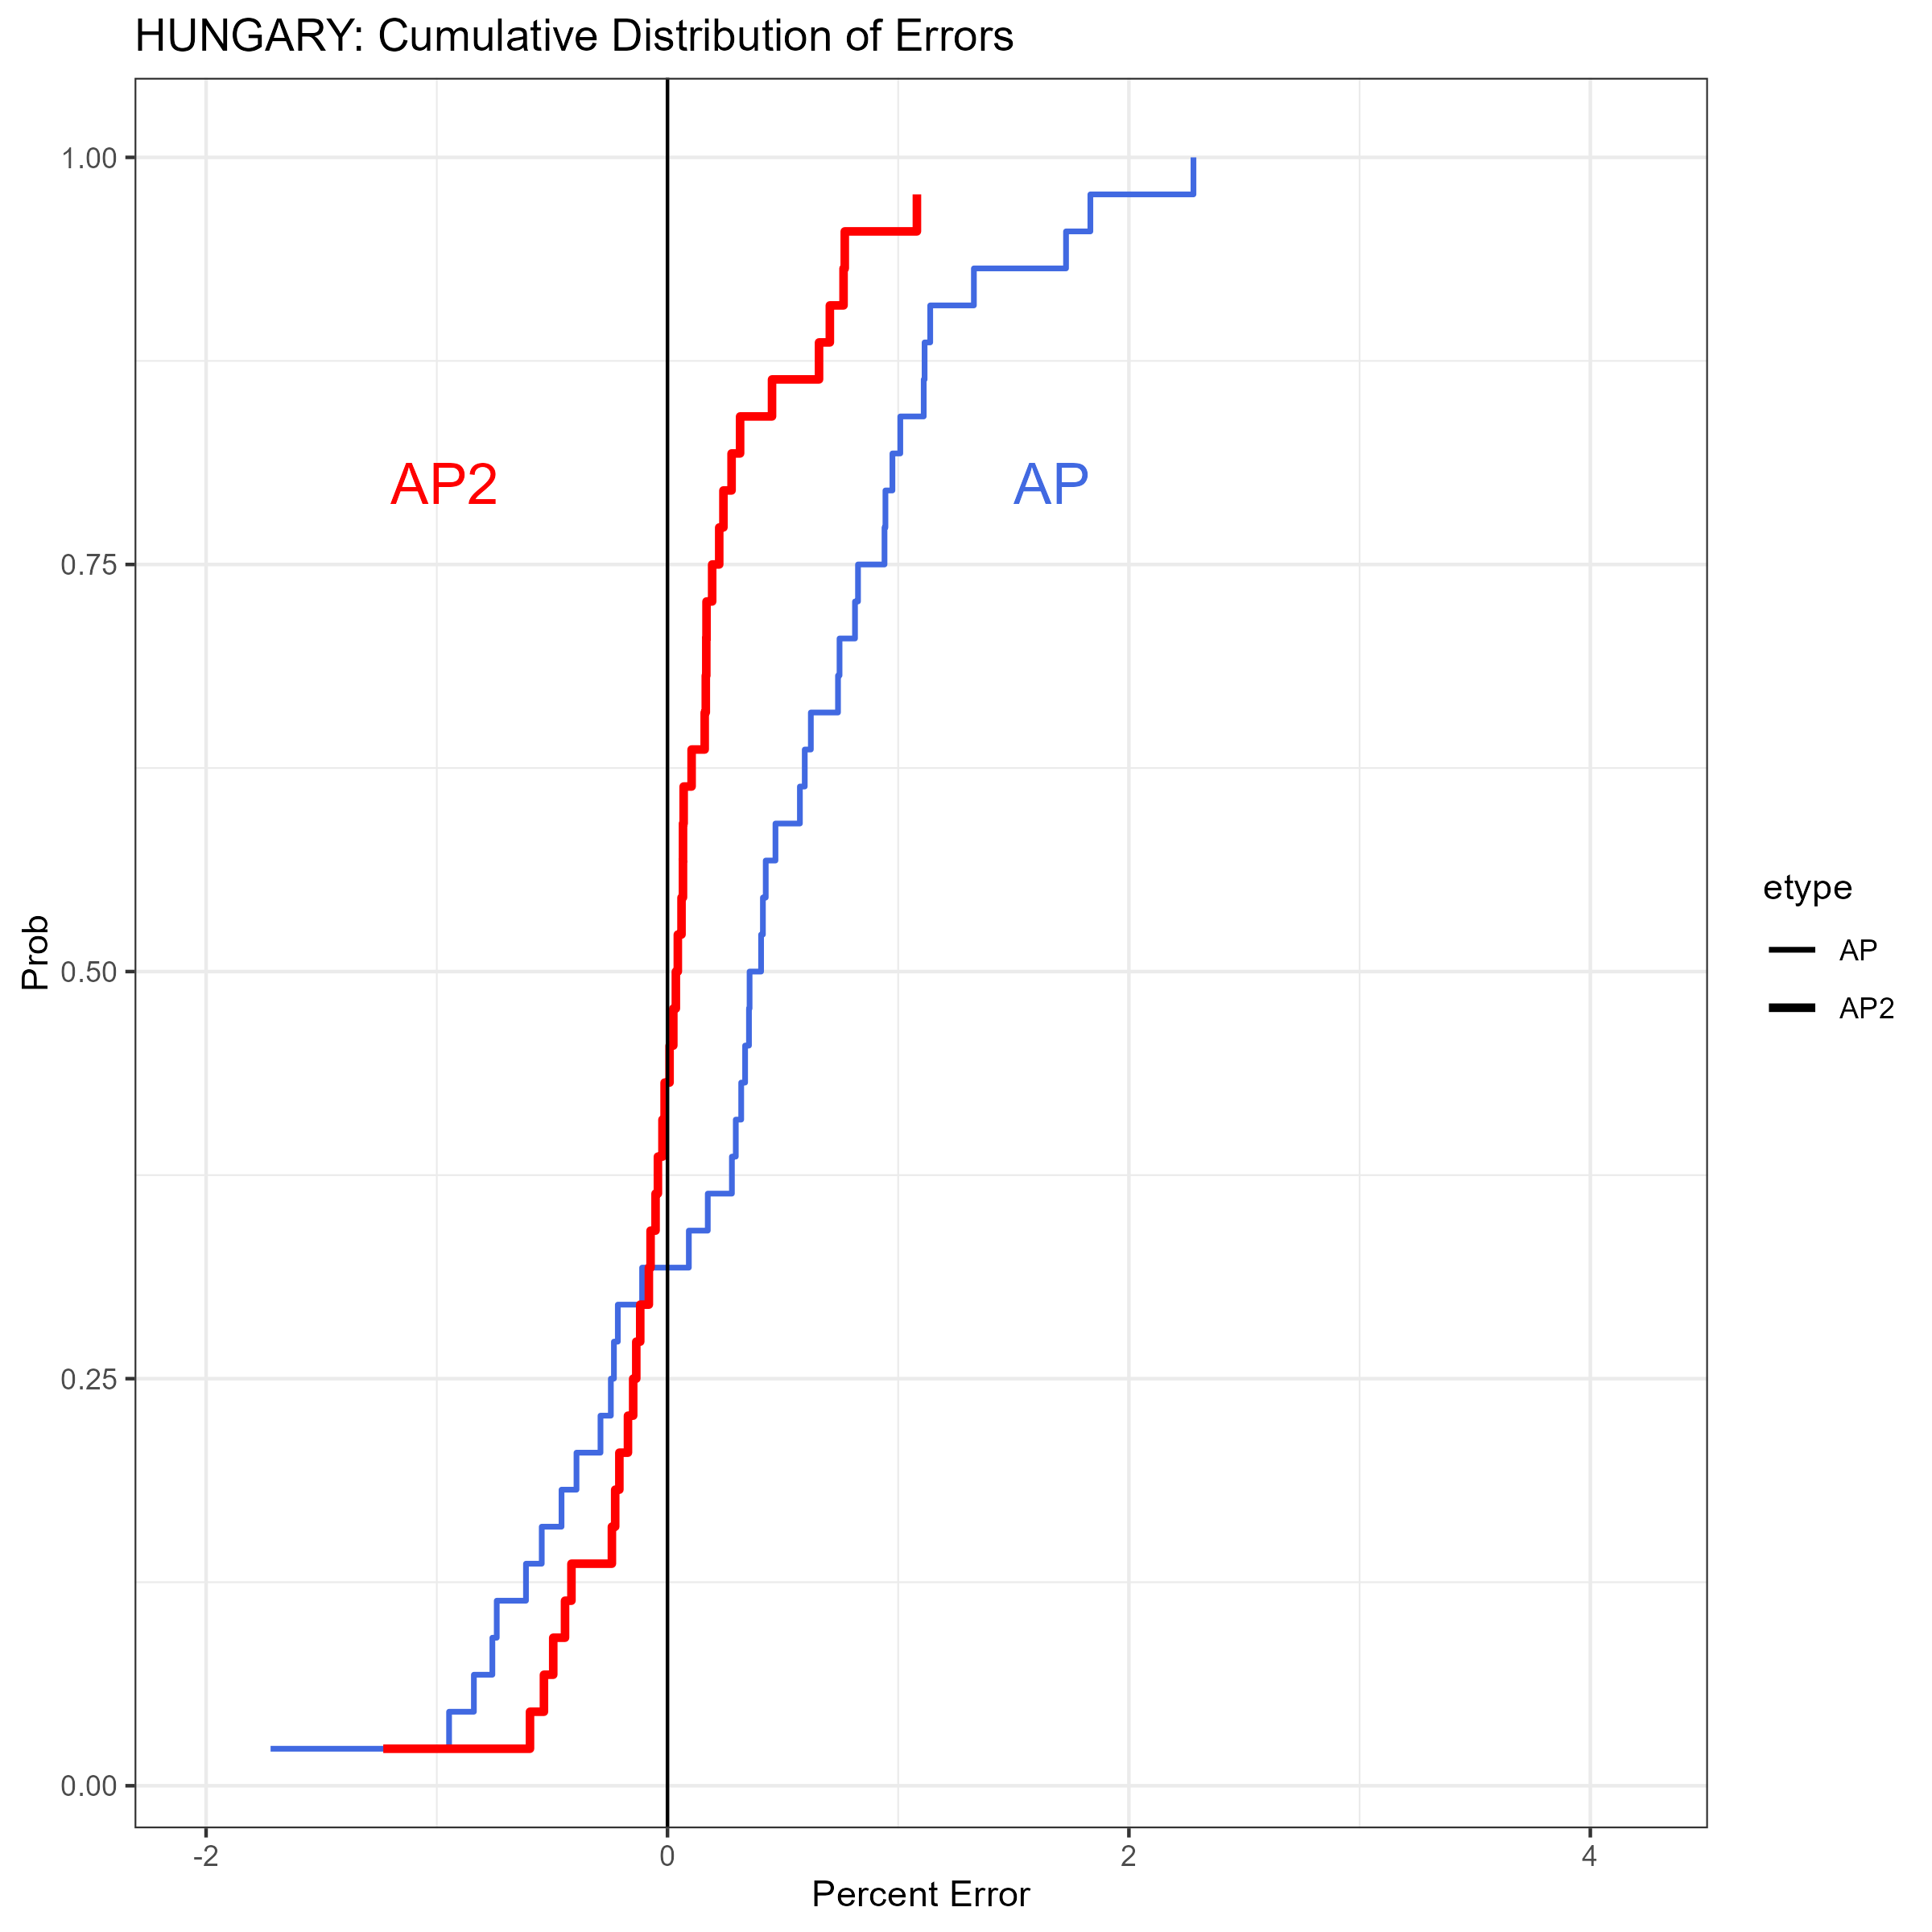 HUNGARY: Cumulative Distribution of Errors
1.00
0.75
0.50
0.25
0.00
Prob
AP2
AP
-2
0
2
4
Percent Error
etype
AP
AP2